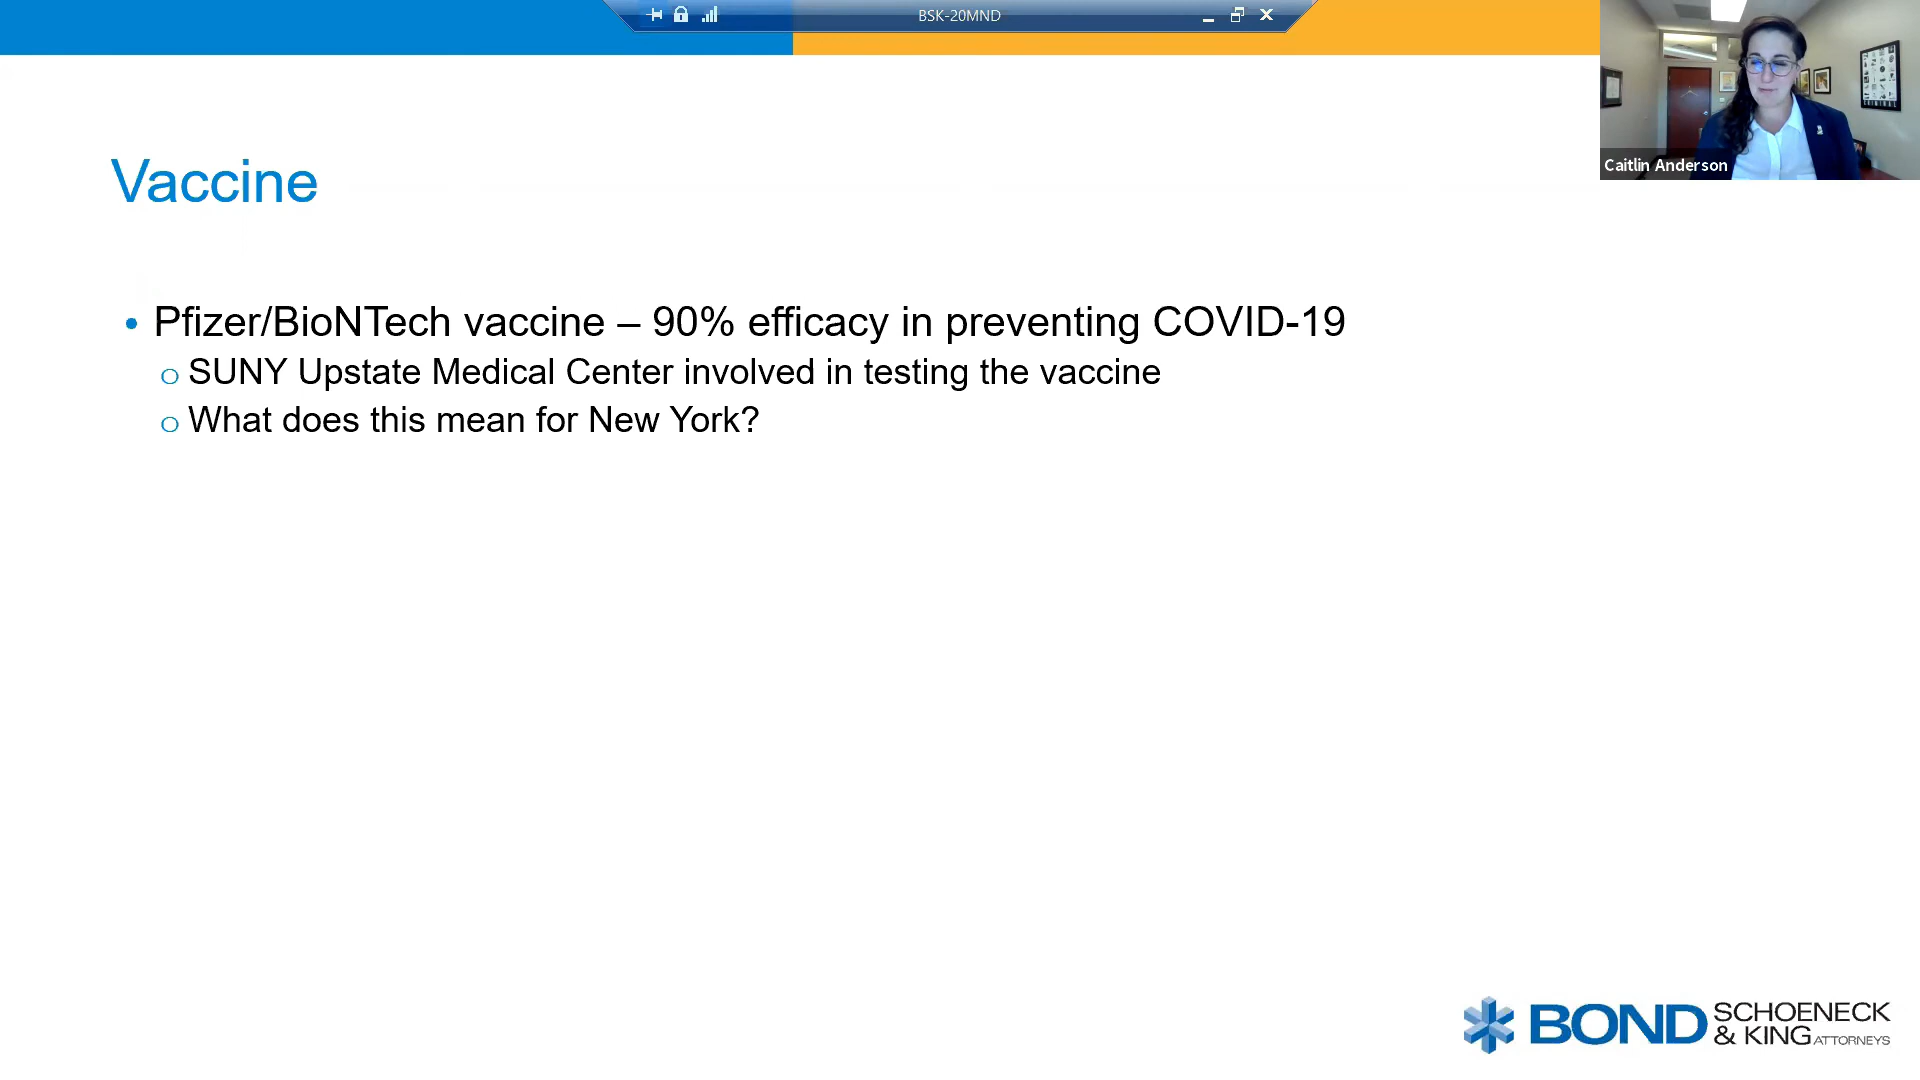 BSK-20MND
CRIMINAL
Caitlin Anderson
Vaccine
• Pfizer/BioNTech vaccine – 90% efficacy in preventing COVID-19
o SUNY Upstate Medical Center involved in testing the vaccine
o What does this mean for New York?
BOND SCHOENECK
& KING ATTORNEYS